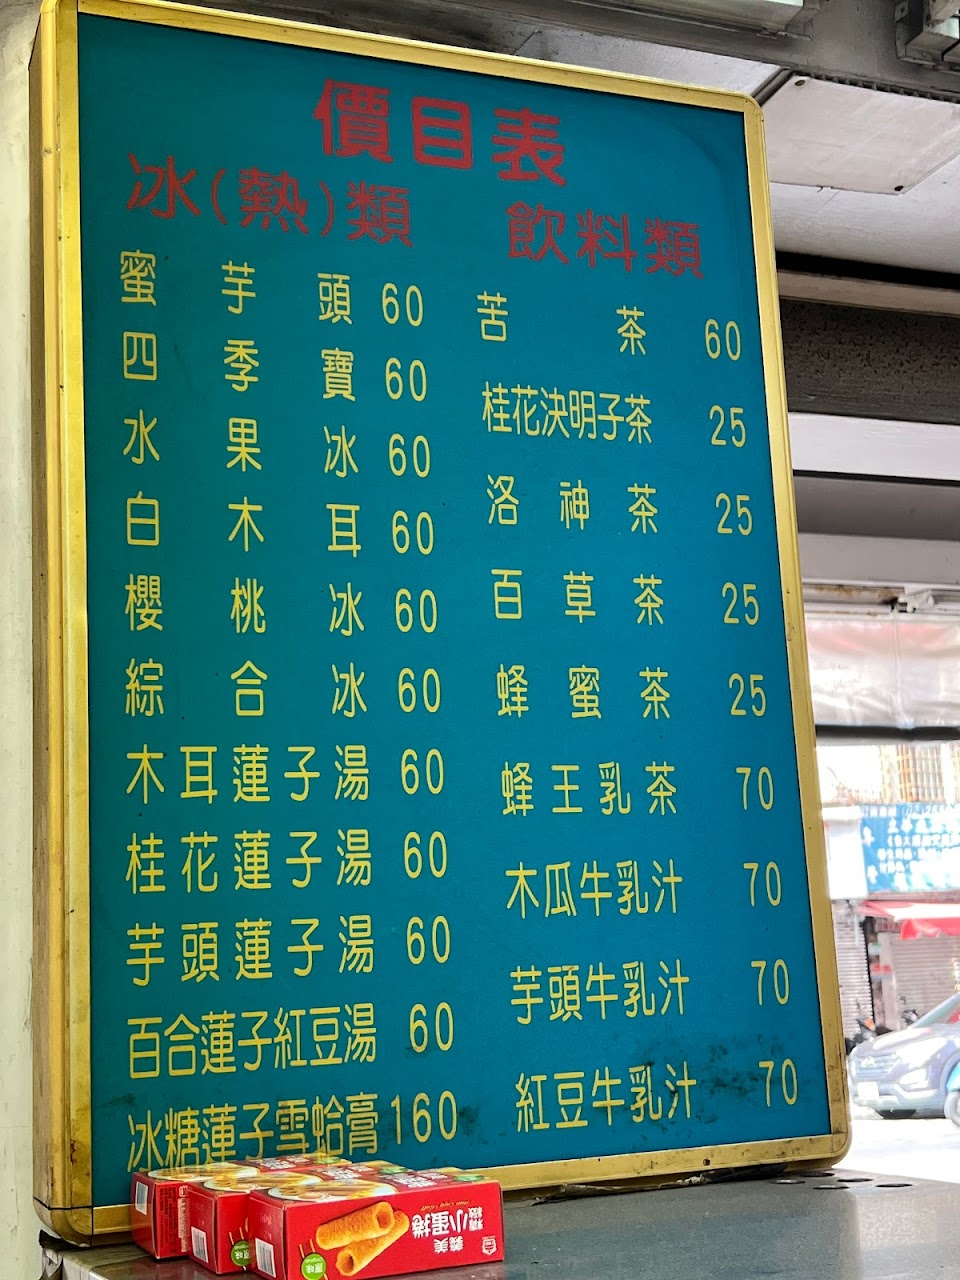 價目表
冰(熱)類
蜜芋頭 60
四季寶 60
水果冰 60
白木耳 60
櫻桃冰 60
綜合冰 60
木耳蓮子湯 60
桂花蓮子湯 60
芋頭蓮子湯 60
百合蓮子紅豆湯 60
冰糖蓮子雪蛤膏 160
飲料類
苦茶 60
桂花決明子茶 25
洛神茶 25
百草茶 25
蜂蜜茶 25
蜂王乳茶 70
木瓜牛乳汁 70
芋頭牛乳汁 70
紅豆牛乳汁 70
義美
小蛋捲
原味